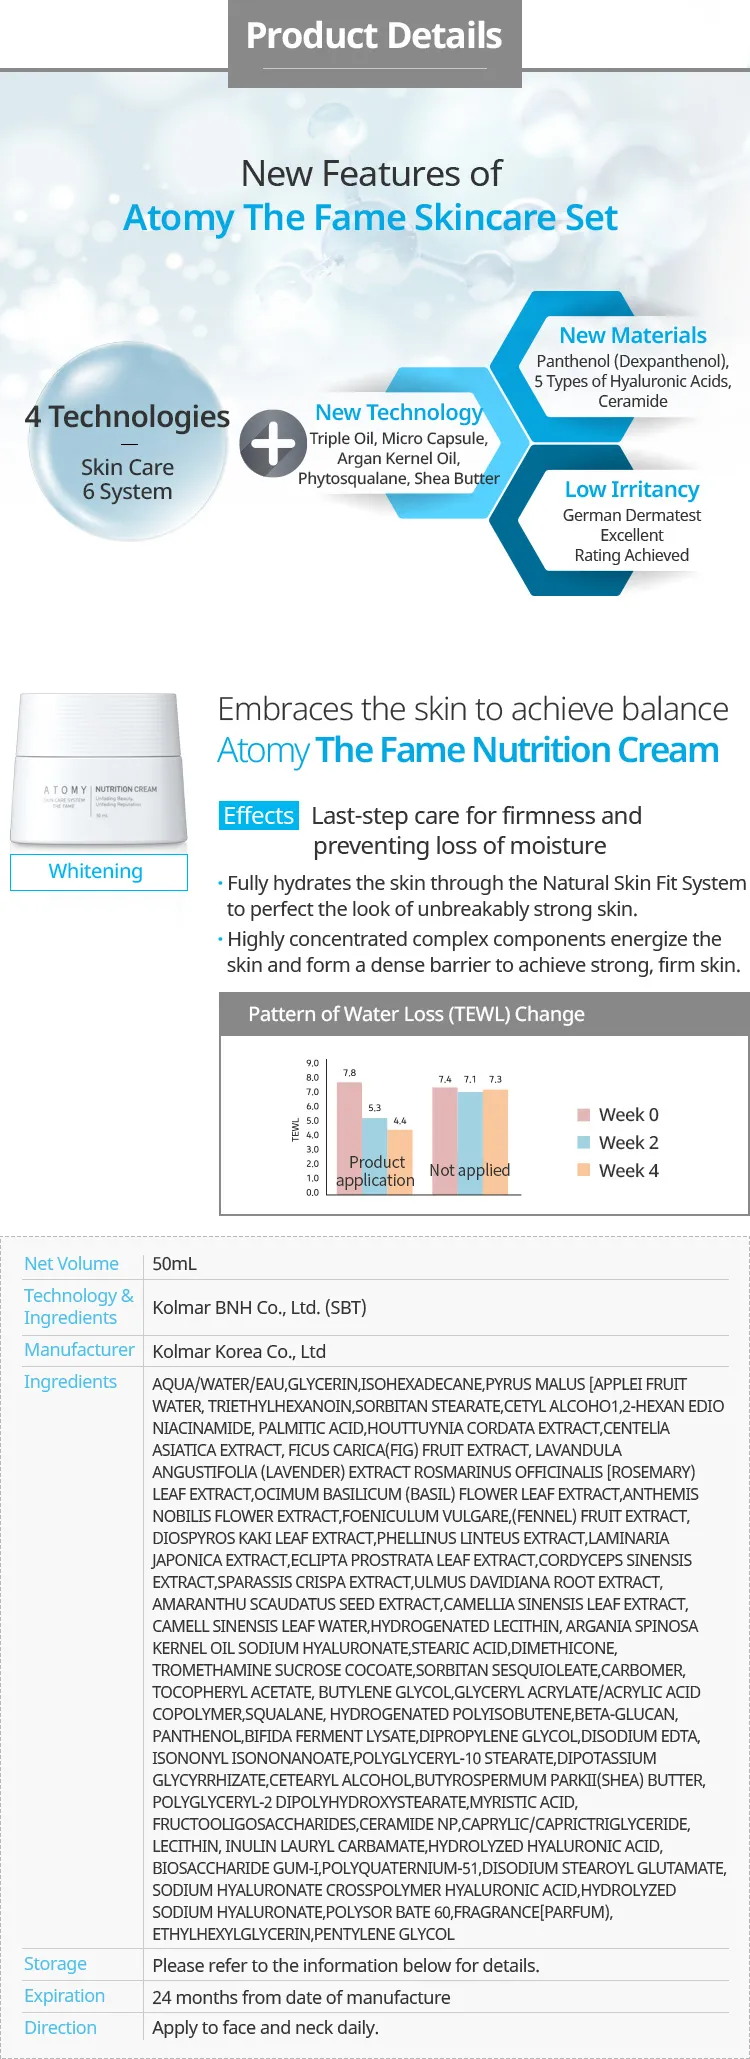 Product Details
New Features of
Atomy The Fame Skincare Set
4 Technologies
Skin Care
6 System
New Technology
Triple Oil, Micro Capsule,
Argan Kernel Oil,
Phytosqualane, Shea Butter
New Materials
Panthenol (Dexpanthenol),
5 Types of Hyaluronic Acids,
Ceramide
Low Irritancy
German Dermatest
Excellent
Rating Achieved
ATOMY
SKIN CARE SYSTEM
THE FAME
NUTRITION CREAM
Unfading Beauty,
Unfading Reputation
50 mL
Whitening
Embraces the skin to achieve balance
Atomy The Fame Nutrition Cream
Effects Last-step care for firmness and
preventing loss of moisture
· Fully hydrates the skin through the Natural Skin Fit System
to perfect the look of unbreakably strong skin.
· Highly concentrated complex components energize the
skin and form a dense barrier to achieve strong, firm skin.
Pattern of Water Loss (TEWL) Change
TEWL
9.0
8.0
7.0
6.0
5.0
4.0
3.0
2.0
1.0
0.0
7.8
5.3
4.4
7.4
7.1
7.3
Product
application
Not applied
Week 0
Week 2
Week 4
Net Volume 50mL
Technology &
Ingredients
Kolmar BNH Co., Ltd. (SBT)
Manufacturer Kolmar Korea Co., Ltd
Ingredients AQUA/WATER/EAU,GLYCERIN,ISOHEXADECANE,PYRUS MALUS [APPLEI FRUIT
WATER, TRIETHYLHEXANOIN,SORBITAN STEARATE,CETYL ALCOHO1,2-HEXAN EDIO
NIACINAMIDE, PALMITIC ACID,HOUTTUYNIA CORDATA EXTRACT,CENTElA
ASIATICA EXTRACT, FICUS CARICA(FIG) FRUIT EXTRACT, LAVANDULA
ANGUSTIFOLlA (LAVENDER) EXTRACT ROSMARINUS OFFICINALIS [ROSEMARY)
LEAF EXTRACT,OCIMUM BASILICUM (BASIL) FLOWER LEAF EXTRACT,ANTHEMIS
NOBILIS FLOWER EXTRACT,FOENICULUM VULGARE,(FENNEL) FRUIT EXTRACT,
DIOSPYROS KAKI LEAF EXTRACT,PHELLINUS LINTEUS EXTRACT,LAMINARIA
JAPONICA EXTRACT,ECLIPTA PROSTRATA LEAF EXTRACT,CORDYCEPS SINENSIS
EXTRACT,SPARASSIS CRISPA EXTRACT,ULMUS DAVIDIANA ROOT EXTRACT,
AMARANTHU SCAUDATUS SEED EXTRACT,CAMELLIA SINENSIS LEAF EXTRACT,
CAMELL SINENSIS LEAF WATER,HYDROGENATED LECITHIN, ARGANIA SPINOSA
KERNEL OIL SODIUM HYALURONATE,STEARIC ACID,DIMETHICONE,
TROMETHAMINE SUCROSE COCOATE,SORBITAN SESQUIOLEATE,CARBOMER,
TOCOPHERYL ACETATE, BUTYLENE GLYCOL,GLYCERYL ACRYLATE/ACRYLIC ACID
COPOLYMER,SQUALANE, HYDROGENATED POLYISOBUTENE,BETA-GLUCAN,
PANTHENOL,BIFIDA FERMENT LYSATE,DIPROPYLENE GLYCOL,DISODIUM EDTA,
ISONONYL ISONONANOATE,POLYGLYCERYL-10 STEARATE,DIPOTASSIUM
GLYCYRRHIZATE,CETEARYL ALCOHOL,BUTYROSPERMUM PARKII(SHEA) BUTTER,
POLYGLYCERYL-2 DIPOLYHYDROXYSTEARATE,MYRISTIC ACID,
FRUCTOOLIGOSACCHARIDES,CERAMIDE NP,CAPRYLIC/CAPRICTRIGLYCERIDE,
LECITHIN, INULIN LAURYL CARBAMATE,HYDROLYZED HYALURONIC ACID,
BIOSACCHARIDE GUM-I,POLYQUATERNIUM-51,DISODIUM STEAROYL GLUTAMATE,
SODIUM HYALURONATE CROSSPOLYMER HYALURONIC ACID,HYDROLYZED
SODIUM HYALURONATE,POLYSOR BATE 60,FRAGRANCE[PARFUM),
ETHYLHEXYLGLYCERIN,PENTYLENE GLYCOL
Storage Please refer to the information below for details.
Expiration 24 months from date of manufacture
Direction Apply to face and neck daily.